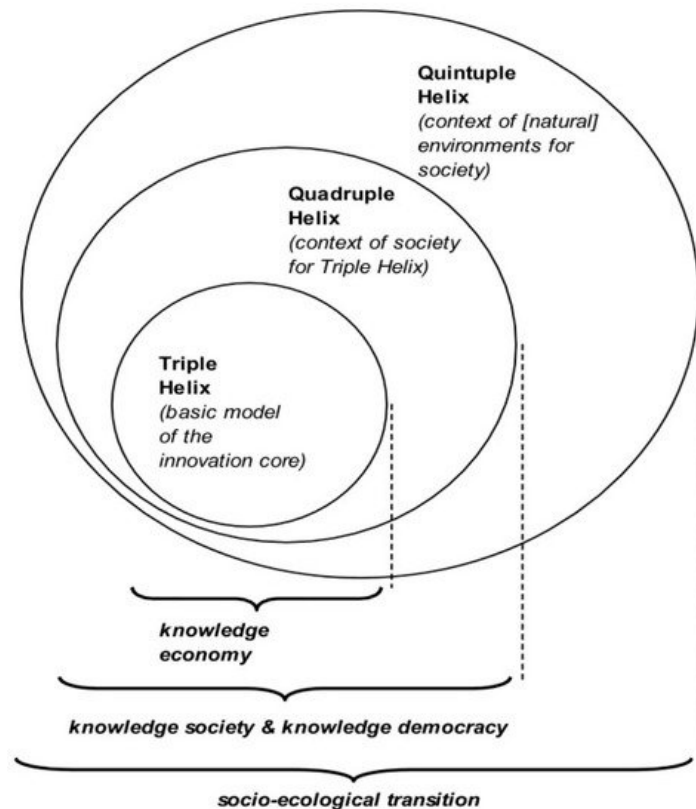 Quintuple
Helix
(context of [natural]
environments for
society)
Quadruple
Helix
(context of society
for Triple Helix)
Triple
Helix
(basic model
of the
innovation core)
knowledge
economy
knowledge society & knowledge democracy
socio-ecological transition